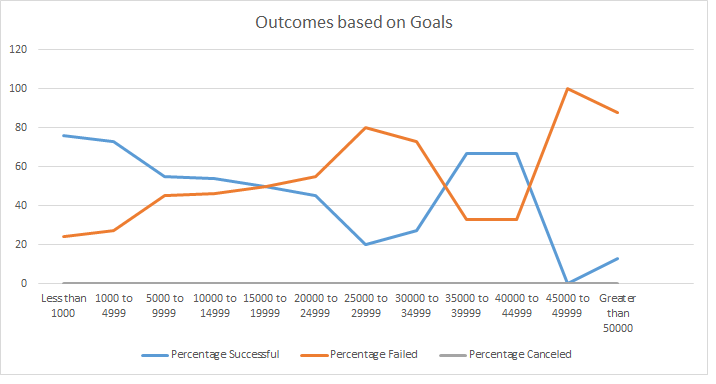 Outcomes based on Goals
120
100
80
60
40
20
0
Less than
1000
1000 to
4999
5000 to
9999
10000 to
14999
15000 to
19999
20000 to
24999
25000 to
29999
30000 to
34999
35000 to
39999
40000 to
44999
45000 to
49999
Greater
than
50000
Percentage Successful
Percentage Failed
Percentage Canceled